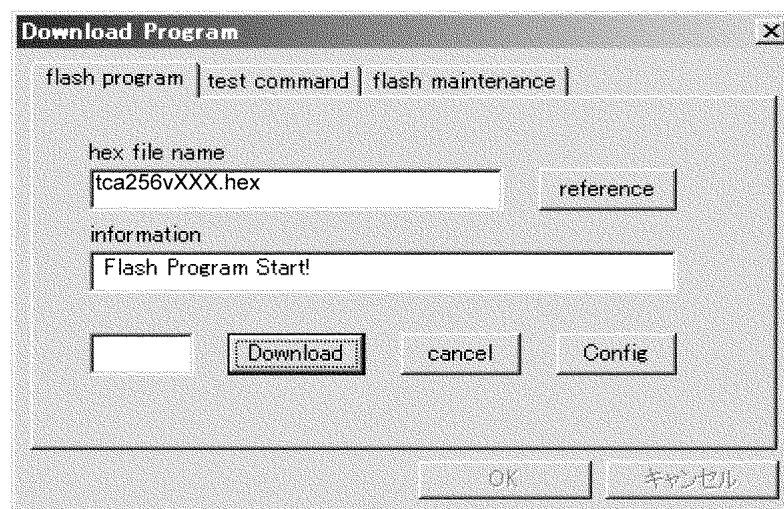 Download Program
flash program test command flash maintenance
hex file name
tca256vXXX.hex reference
information
Flash Program Start!
Download cancel Config
OK キャンセル